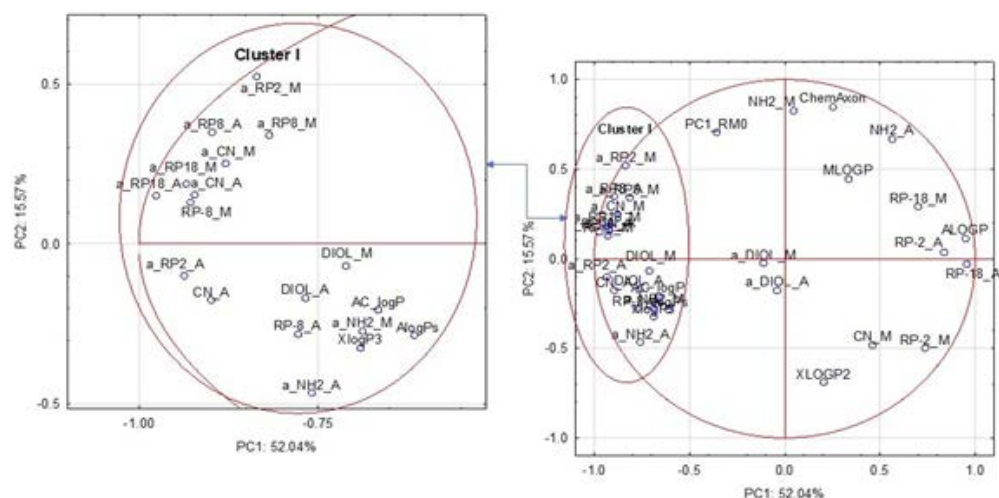 Cluster I
a_RP2_M
a_RP8_A
a_RP8_M
a_CN_M
a_RP18_M
a_RP18_A
a_CN_A
RP-8_M
DIOL_M
a_RP2_A
CN_A
DIOL_A
AC_logP
RP-8_A
a_NH2_M
AlogPs
XlogP3
a_NH2_A
0.5
0.0
-0.5
PC2: 15.57%
-1.00
-0.75
PC1: 52.04%
1.0
0.5
0.0
-0.5
-1.0
PC2: 15.57%
NH2_M
ChemAxon
PC1_RM0
NH2_A
Cluster I
a_RP2_M
MLOGP
RP-18_M
ALOGP
RP-2_A
DIOL_M
a_DIOL_M
a_RP2_A
RP-18_A
a_DIOL_A
a_NH2_A
CN_M
RP-2_M
XLOGP2
-1.0
-0.5
0.0
0.5
1.0
PC1: 52.04%